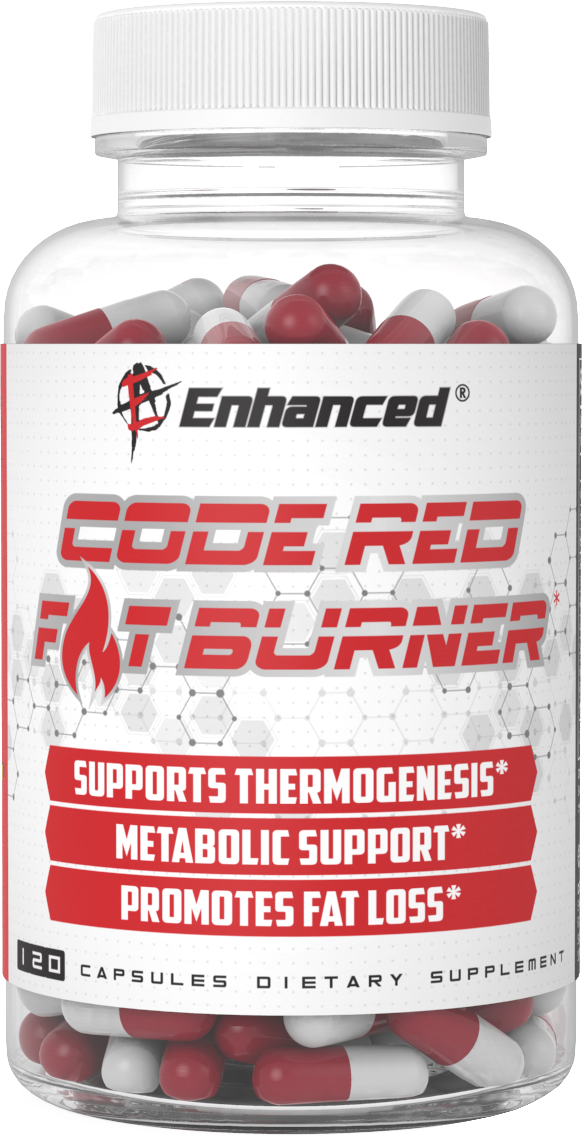 Enhanced®
CODE RED
FAT BURNER*
SUPPORTS THERMOGENESIS*
METABOLIC SUPPORT*
PROMOTES FAT LOSS*
120 CAPSULES DIETARY SUPPLEMENT